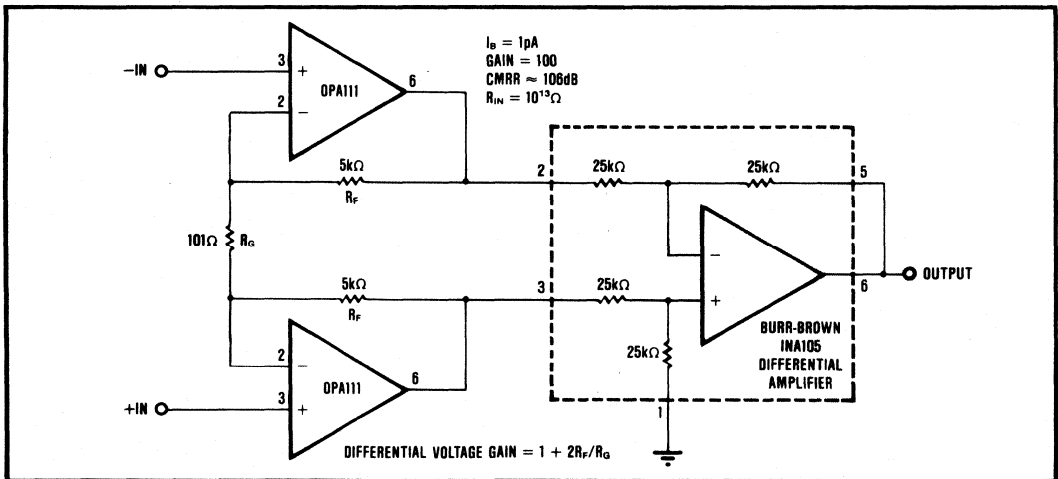 I_B = 1pA
GAIN = 100
CMRR ≈ 106dB
R_IN = 10¹³Ω
−IN
3
+
2
−
OPA111
6
5kΩ
R_F
2
25kΩ
25kΩ
5
101Ω
R_G
−
+
6
OUTPUT
5kΩ
R_F
3
25kΩ
25kΩ
BURR-BROWN
INA105
DIFFERENTIAL
AMPLIFIER
1
2
−
OPA111
6
+IN
3
+
DIFFERENTIAL VOLTAGE GAIN = 1 + 2R_F/R_G